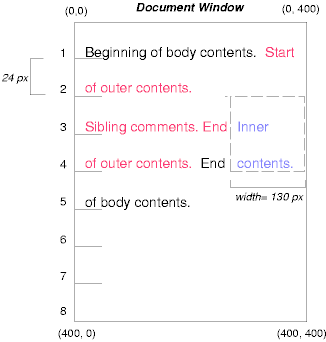 Document Window
(0,0) (0, 400)
1 Beginning of body contents. Start
24 px
2 of outer contents.
3 Sibling comments. End Inner
4 of outer contents. End contents.
width= 130 px
5 of body contents.
6
7
8
(400, 0) (400, 400)